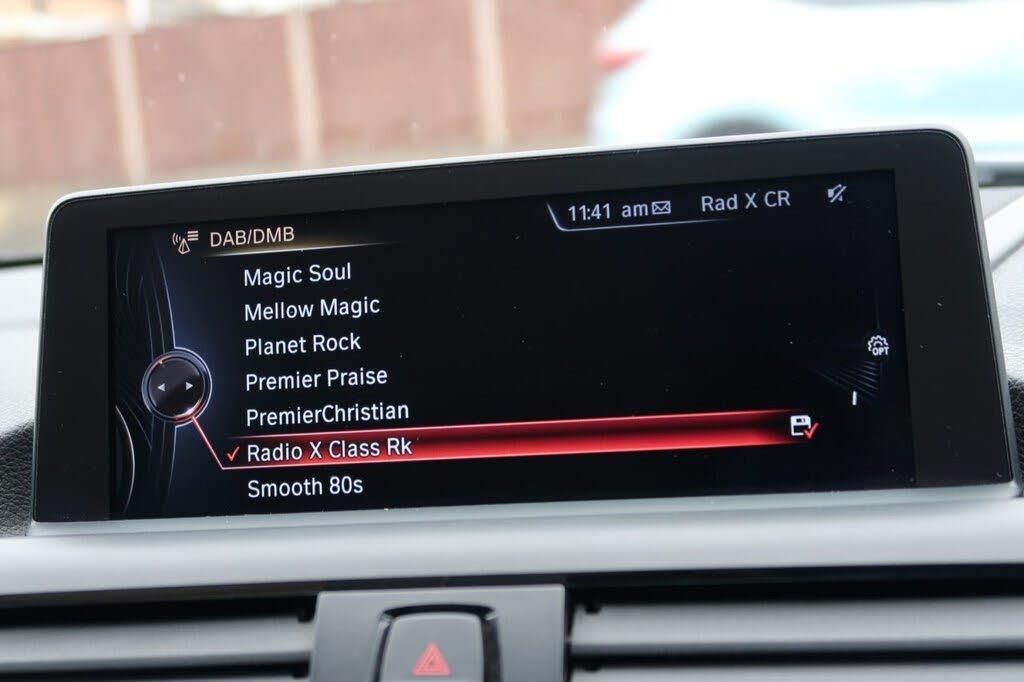 DAB/DMB
11:41 am
Rad X CR
Magic Soul
Mellow Magic
Planet Rock
Premier Praise
PremierChristian
Radio X Class Rk
Smooth 80s
OPT